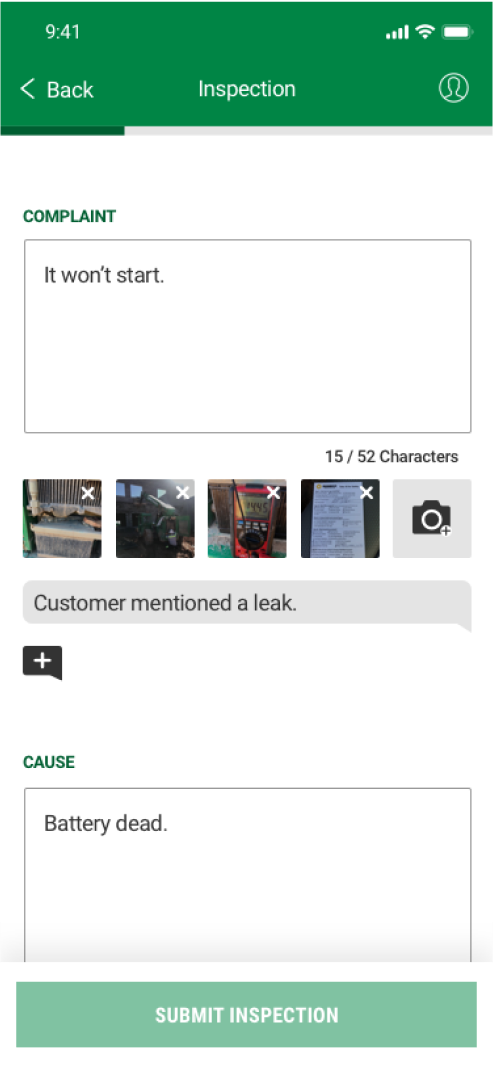 9:41
Back
Inspection
COMPLAINT
It won’t start.
15 / 52 Characters
Customer mentioned a leak.
CAUSE
Battery dead.
SUBMIT INSPECTION